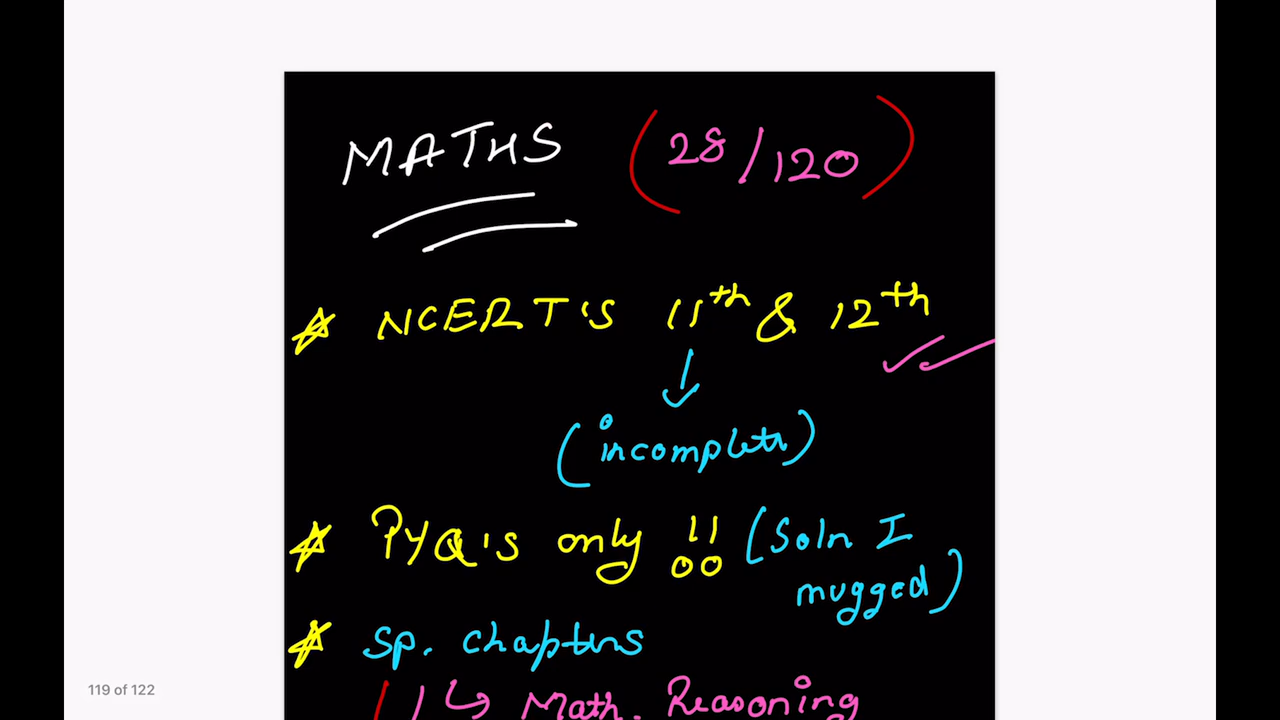 MATHS (28/120)
NCERT's 11th & 12th
(incomplete)
PYQ's only !! (Soln I
mugged)
Sp. chapters
↳ Math. Reasoning
119 of 122